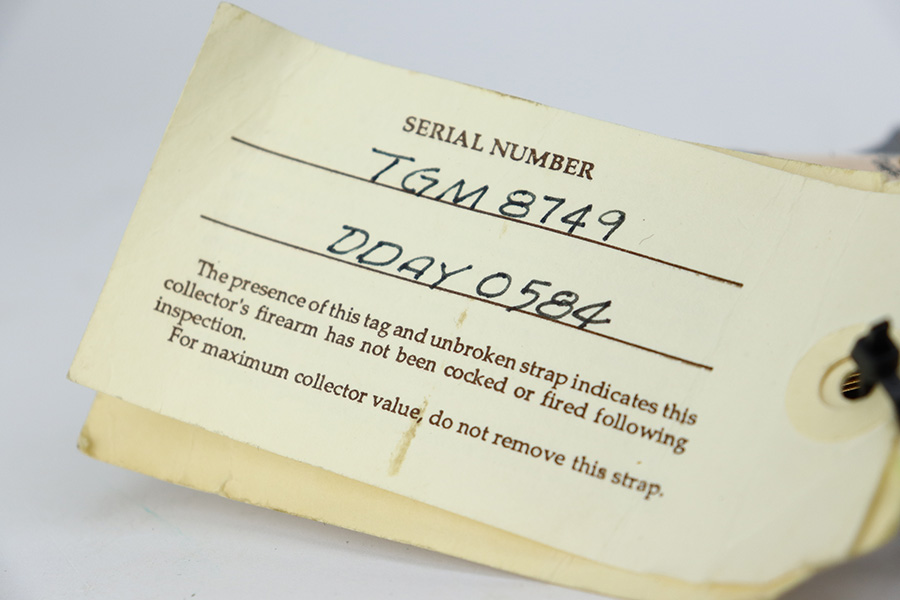 SERIAL NUMBER
TGM 8749
DDAY 0584
The presence of this tag and unbroken strap indicates this
collector's firearm has not been cocked or fired following
inspection.
For maximum collector value, do not remove this strap.